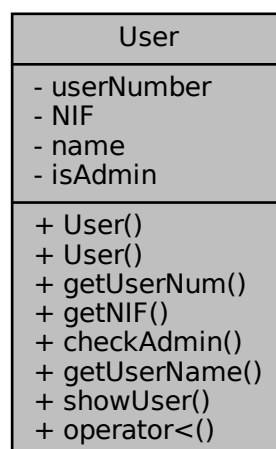 User
- userNumber
- NIF
- name
- isAdmin
+ User()
+ User()
+ getUserNum()
+ getNIF()
+ checkAdmin()
+ getUserName()
+ showUser()
+ operator<()